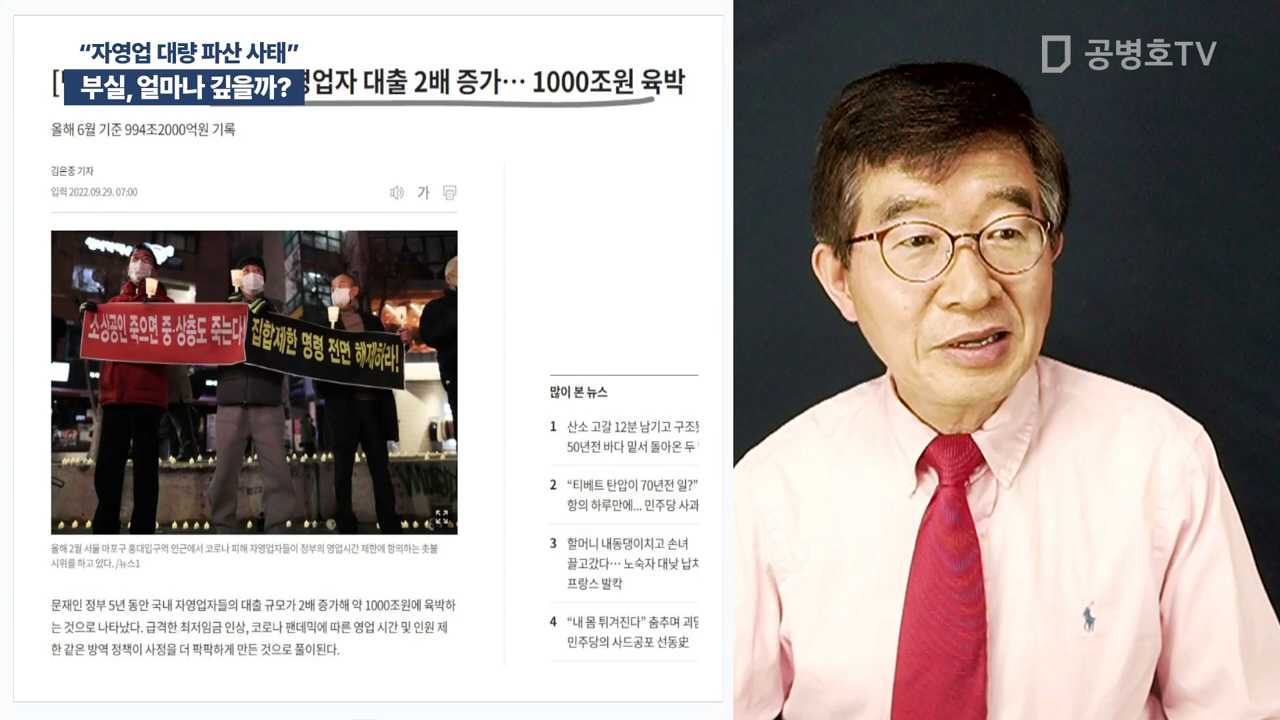 “자영업 대량 파산 사태”
부실, 얼마나 깊을까?
영업자 대출 2배 증가… 1000조원 육박
올해 6월 기준 994조2000억원 기록
김은중 기자
입력 2022.09.29. 07:00
가
소상공인 죽으면 중·상층도 죽는다!
집합제한 명령 전면 해제하라!
올해 2월 서울 마포구 홍대입구역 인근에서 코로나 피해 자영업자들이 정부의 영업시간 제한에 항의하는 촛불
시위를 하고 있다. /뉴스1
문재인 정부 5년 동안 국내 자영업자들의 대출 규모가 2배 증가해 약 1000조원에 육박하
는 것으로 나타났다. 급격한 최저임금 인상, 코로나 팬데믹에 따른 영업 시간 및 인원 제
한 같은 방역 정책이 사정을 더 팍팍하게 만든 것으로 풀이된다.
많이 본 뉴스
1 산소 고갈 12분 남기고 구조
50년전 바다 밑서 돌아온 두
2 “티베트 탄압이 70년전 일?”
항의 하루만에... 민주당 사과
3 할머니 내동댕이치고 손녀
끌고갔다… 노숙자 대낮 납치
프랑스 발칵
4 “내 몸 튀겨진다” 춤추며 괴담
민주당의 사드공포 선동史
공병호TV